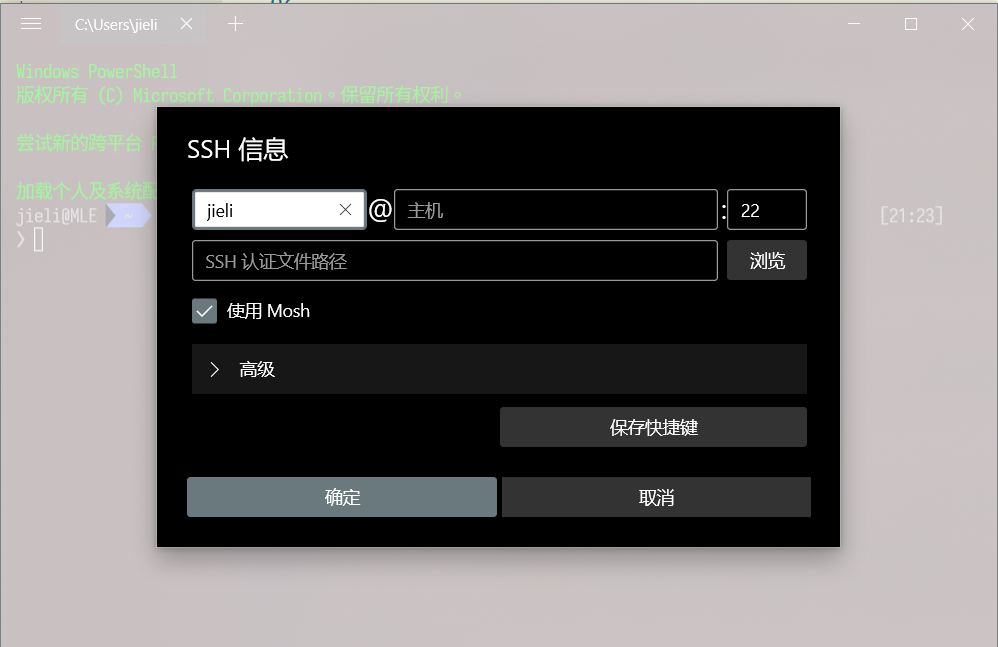 C:\Users\jieli
Windows PowerShell
版权所有 (C) Microsoft Corporation。保留所有权利。
尝试新的跨平台
加载个人及系统配
jieli@MLE ~ [21:23]
❯
SSH 信息
jieli @ 主机 : 22
SSH 认证文件路径 浏览
使用 Mosh
高级
保存快捷键
确定 取消